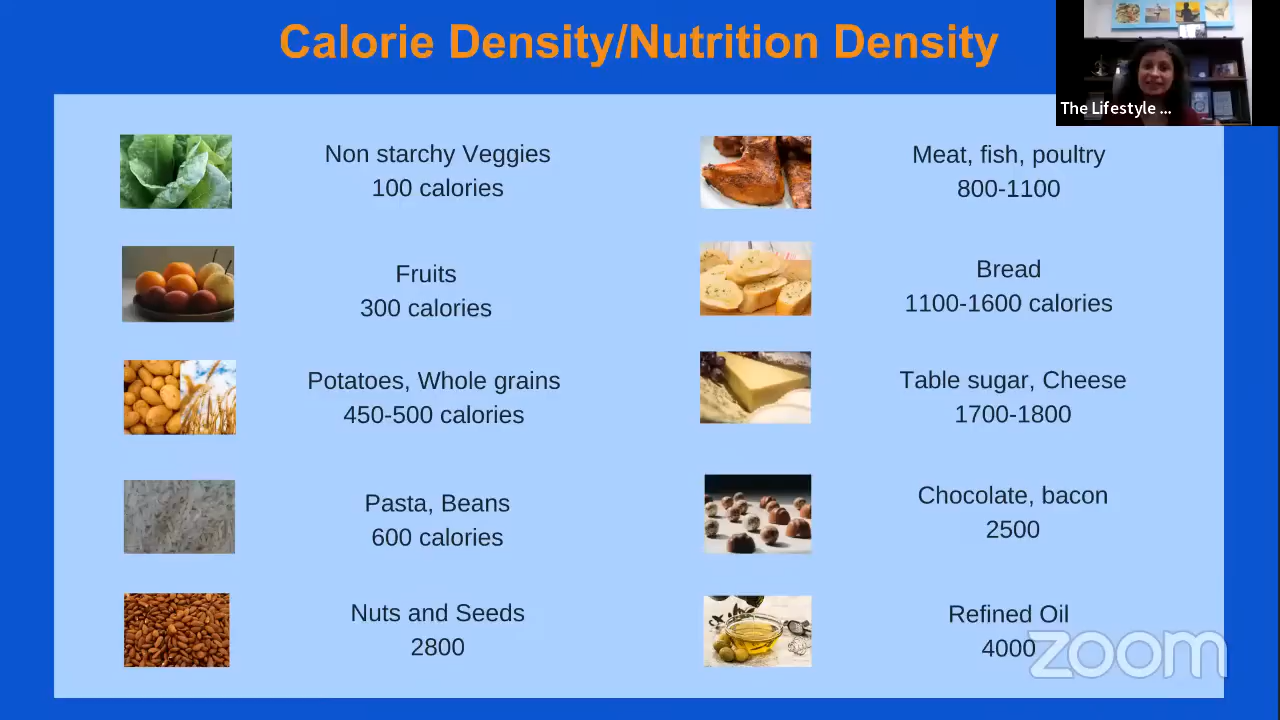 Calorie Density/Nutrition Density
The Lifestyle ...
Non starchy Veggies
100 calories
Fruits
300 calories
Potatoes, Whole grains
450-500 calories
Pasta, Beans
600 calories
Nuts and Seeds
2800
Meat, fish, poultry
800-1100
Bread
1100-1600 calories
Table sugar, Cheese
1700-1800
Chocolate, bacon
2500
Refined Oil
4000
zoom